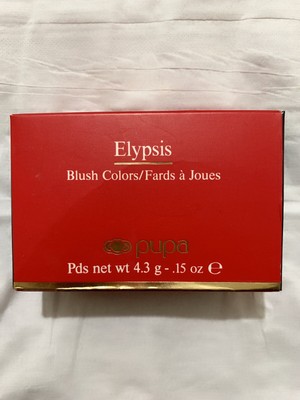 Elypsis
Blush Colors/Fards à Joues
pupa
Pds net wt 4.3 g - .15 oz ℮